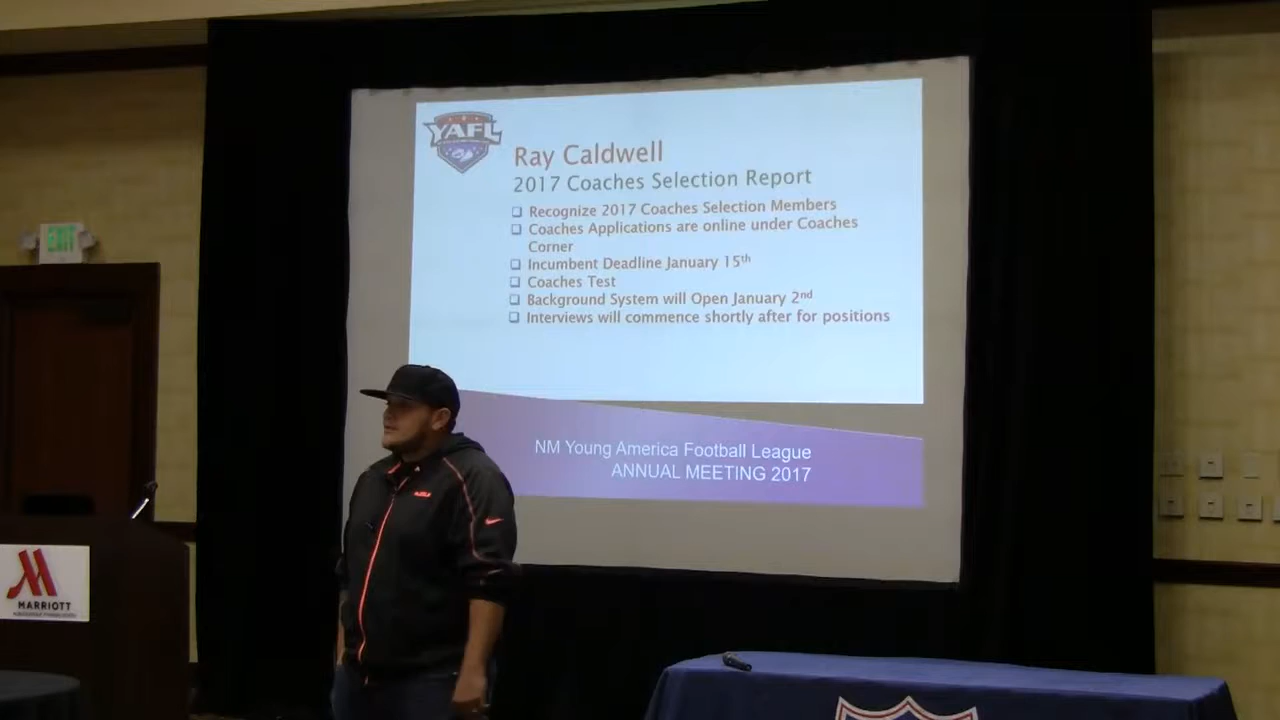 YAFL
Ray Caldwell
2017 Coaches Selection Report
Recognize 2017 Coaches Selection Members
Coaches Applications are online under Coaches
Corner
Incumbent Deadline January 15th
Coaches Test
Background System will Open January 2nd
Interviews will commence shortly after for positions
NM Young America Football League
ANNUAL MEETING 2017
EXIT
MARRIOTT